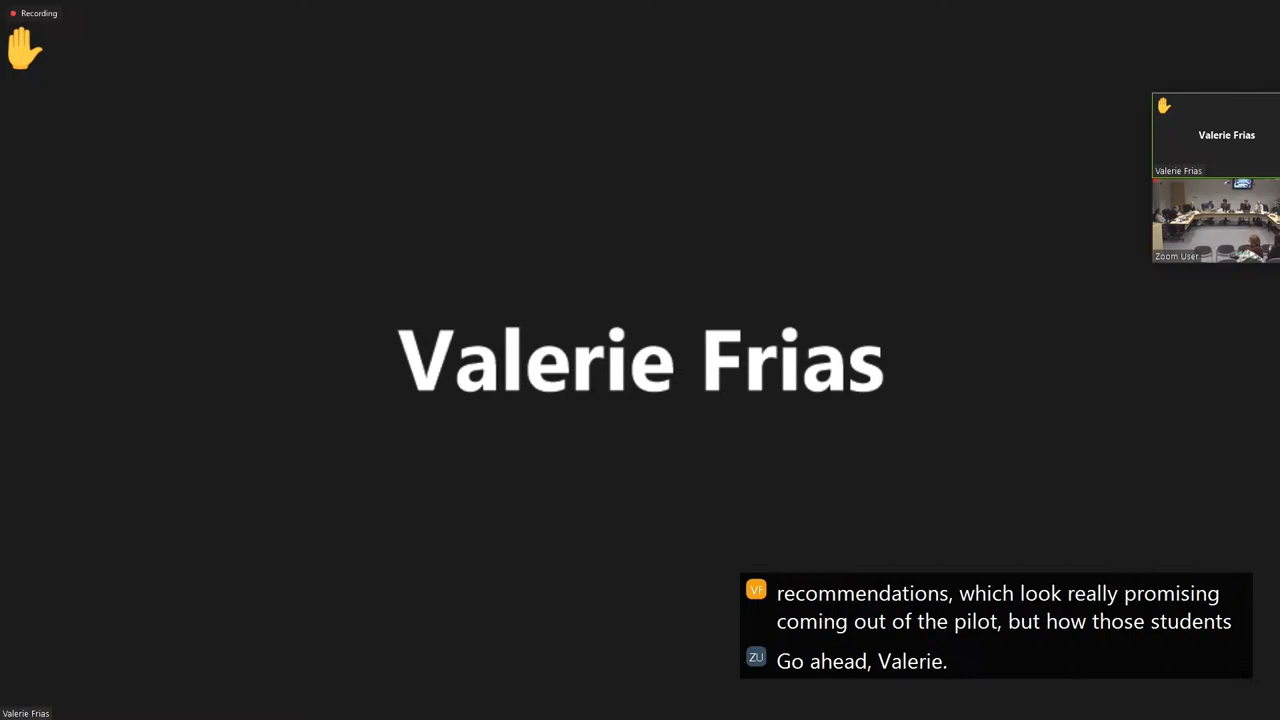 Recording
Valerie Frias
Valerie Frias
Zoom User
Valerie Frias
VF
recommendations, which look really promising
coming out of the pilot, but how those students
ZU
Go ahead, Valerie.
Valerie Frias